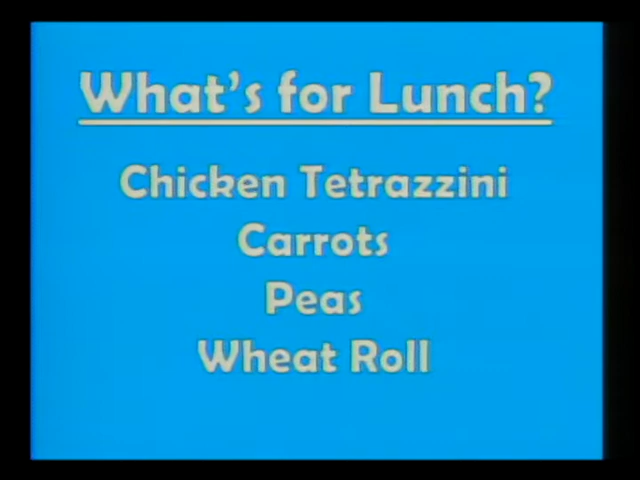 What's for Lunch?
Chicken Tetrazzini
Carrots
Peas
Wheat Roll